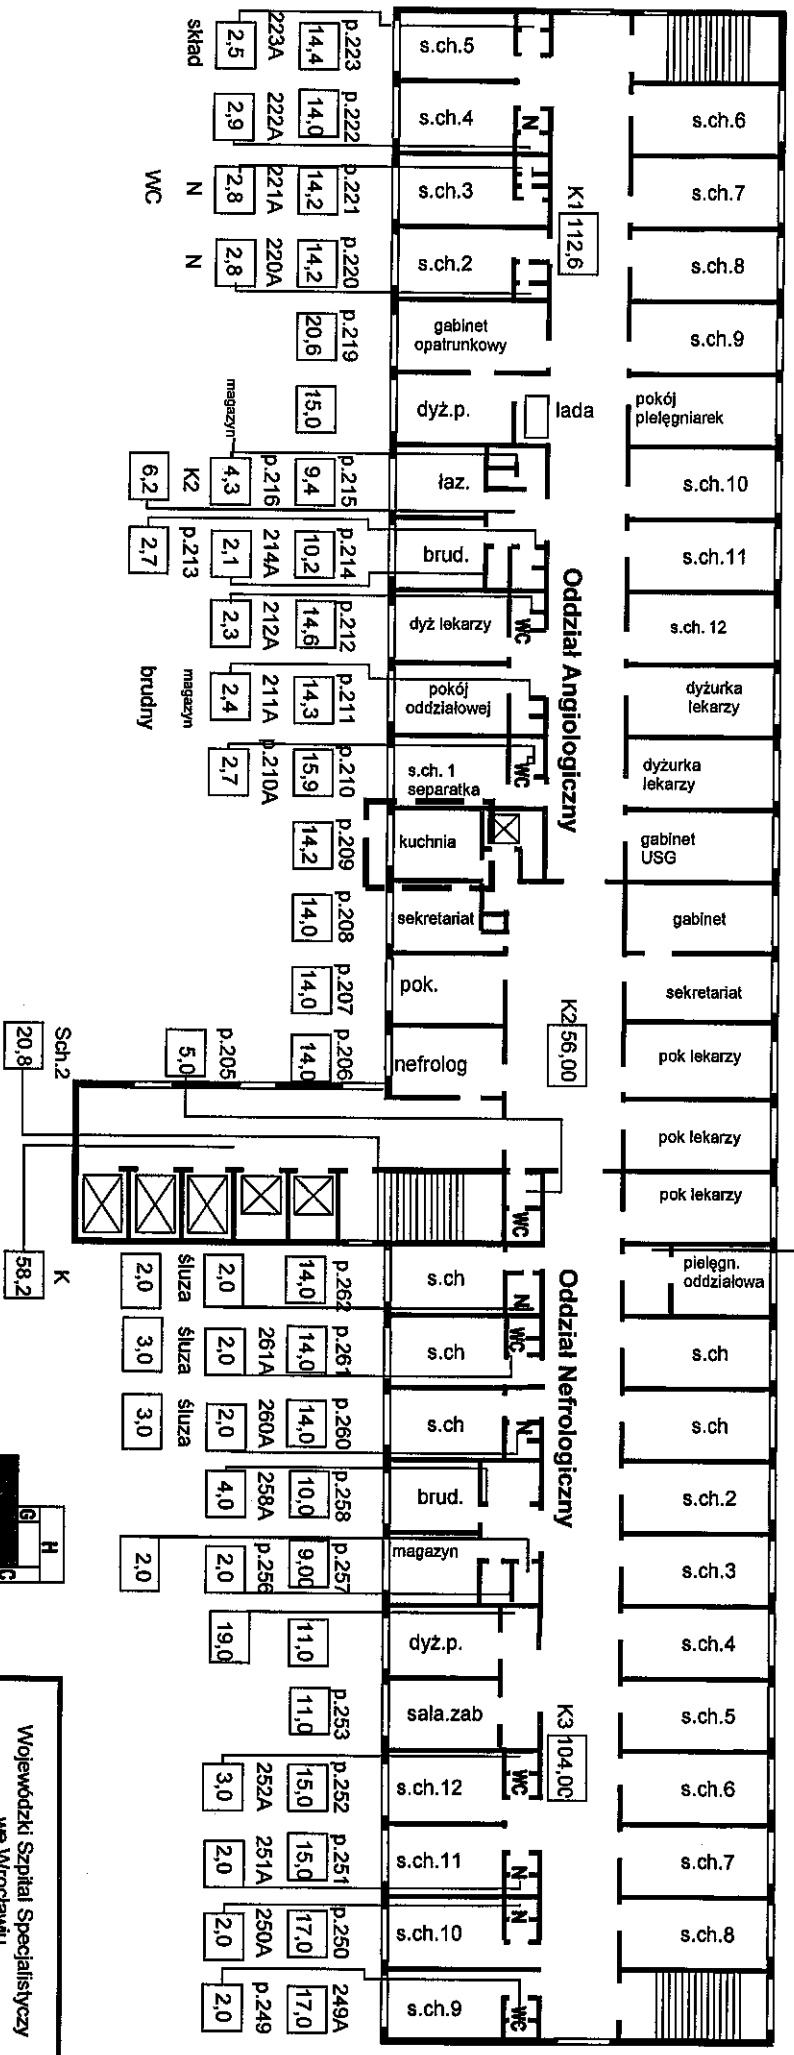 s.ch.5
s.ch.4
N
s.ch.3
s.ch.2
gabinet
opatrunkowy
dyż.p.
lada
łaz.
brud.
dyż lekarzy
WC
pokój
oddziałowej
s.ch. 1
separatka
WC
kuchnia
sekretariat
pok.
nefrolog
WC
s.ch
N
s.ch
WC
s.ch
N
brud.
magazyn
dyż.p.
sala.zab
s.ch.12
WC
s.ch.11
N
s.ch.10
N
s.ch.9
WC
s.ch.6
s.ch.7
s.ch.8
s.ch.9
pokój
pielęgniarek
s.ch.10
s.ch.11
s.ch. 12
dyżurka
lekarzy
dyżurka
lekarzy
gabinet
USG
gabinet
sekretariat
pok lekarzy
pok lekarzy
pok lekarzy
pielęgn.
oddziałowa
s.ch
s.ch
s.ch.2
s.ch.3
s.ch.4
s.ch.5
s.ch.6
s.ch.7
s.ch.8
K1 112,6
Oddział Angiologiczny
K2 56,00
Oddział Nefrologiczny
K3 104,00
p.223
14,4
223A
2,5
skład
p.222
14,0
222A
2,9
p.221
14,2
221A
2,8
N
WC
p.220
14,2
220A
2,8
N
p.219
20,6
15,0
magazyn
p.215
9,4
p.216
4,3
K2
6,2
p.214
10,2
214A
2,1
p.213
2,7
p.212
14,6
212A
2,3
p.211
14,3
211A
2,4
magazyn
brudny
p.210
15,9
p.210A
2,7
p.209
14,2
p.208
14,0
p.207
14,0
p.206
14,0
p.205
5,0
Sch.2
20,8
K
58,2
p.262
14,0
2,0
śluza
2,0
p.261
14,0
261A
2,0
śluza
3,0
p.260
14,0
260A
2,0
śluza
3,0
p.258
10,0
258A
4,0
p.257
9,00
p.256
2,0
2,0
11,0
19,0
p.253
11,0
p.252
15,0
252A
3,0
p.251
15,0
251A
2,0
p.250
17,0
250A
2,0
249A
17,0
p.249
2,0
H
G
C
Wojewódzki Szpital Specjalistyczy
we Wrocławiu